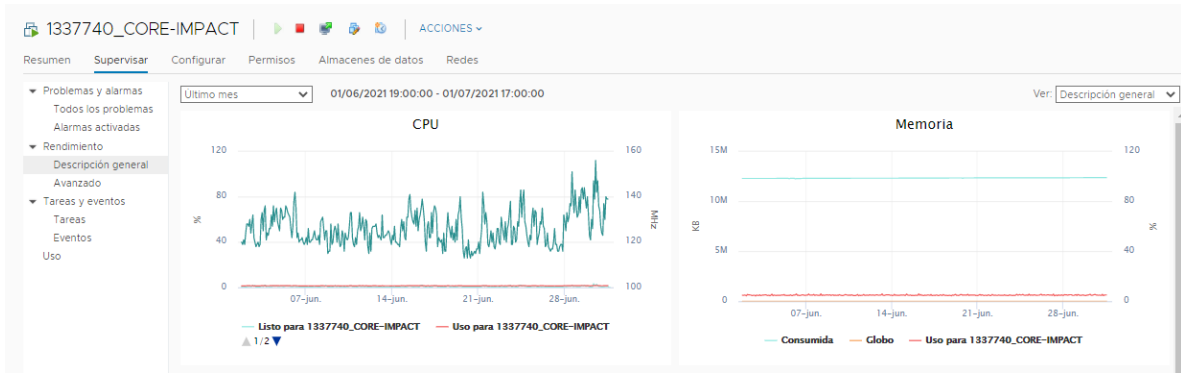 1337740_CORE-IMPACT ACCIONES
Resumen Supervisar Configurar Permisos Almacenes de datos Redes
Problemas y alarmas
Todos los problemas
Alarmas activadas
Rendimiento
Descripción general
Avanzado
Tareas y eventos
Tareas
Eventos
Uso
Último mes 01/06/2021 19:00:00 - 01/07/2021 17:00:00 Ver: Descripción general
CPU
120 160
80 140
40 120
0 100
% MHz
07-jun. 14-jun. 21-jun. 28-jun.
Listo para 1337740_CORE-IMPACT Uso para 1337740_CORE-IMPACT
1/2
Memoria
15M 120
10M 80
5M 40
0 0
KB %
07-jun. 14-jun. 21-jun. 28-jun.
Consumida Globo Uso para 1337740_CORE-IMPACT